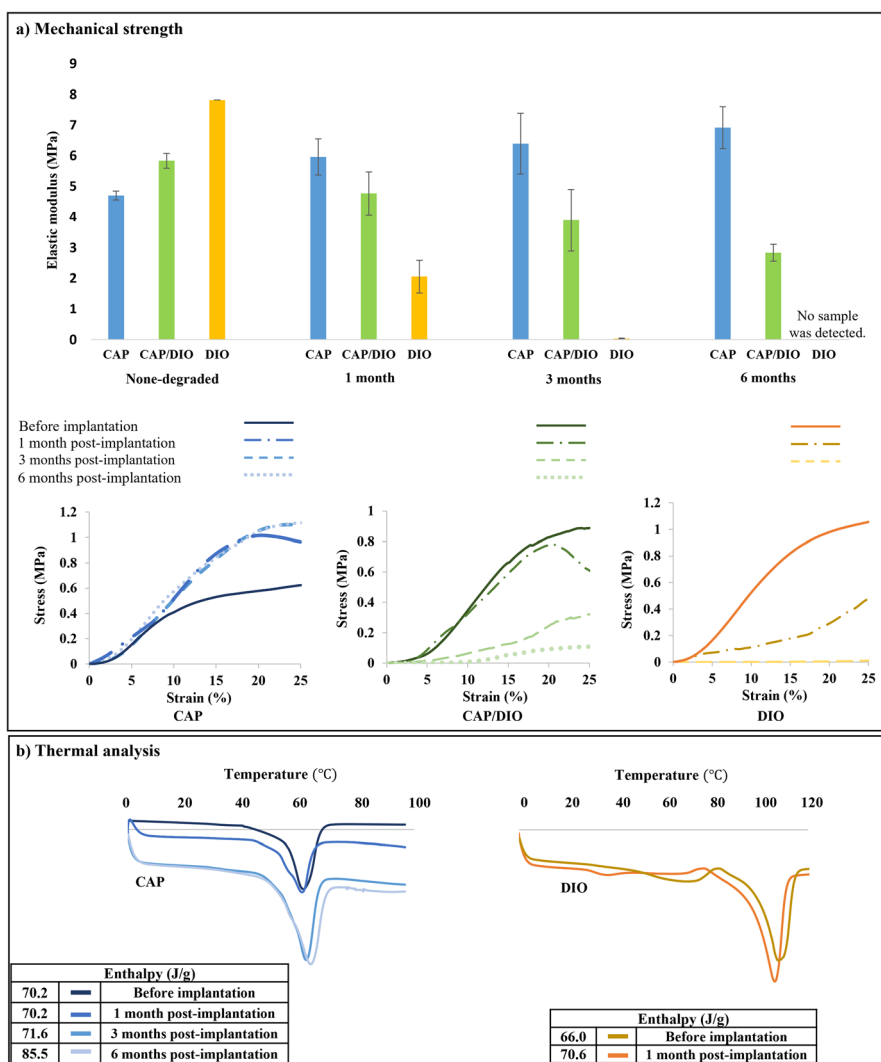 a) Mechanical strength
9
8
7
6
5
4
3
2
1
0
Elastic modulus (MPa)
No sample
was detected.
CAP CAP/DIO DIO CAP CAP/DIO DIO CAP CAP/DIO DIO CAP CAP/DIO DIO
None-degraded 1 month 3 months 6 months
Before implantation
1 month post-implantation
3 months post-implantation
6 months post-implantation
1.2
1
0.8
0.6
0.4
0.2
0
Stress (MPa)
0 5 10 15 20 25
Strain (%)
CAP
1
0.8
0.6
0.4
0.2
0
Stress (MPa)
0 5 10 15 20 25
Strain (%)
CAP/DIO
1.2
1
0.8
0.6
0.4
0.2
0
Stress (MPa)
0 5 10 15 20 25
Strain (%)
DIO
b) Thermal analysis
Temperature (℃)
0 20 40 60 80 100
CAP
Enthalpy (J/g)
70.2 Before implantation
70.2 1 month post-implantation
71.6 3 months post-implantation
85.5 6 months post-implantation
Temperature (℃)
0 20 40 60 80 100 120
DIO
Enthalpy (J/g)
66.0 Before implantation
70.6 1 month post-implantation